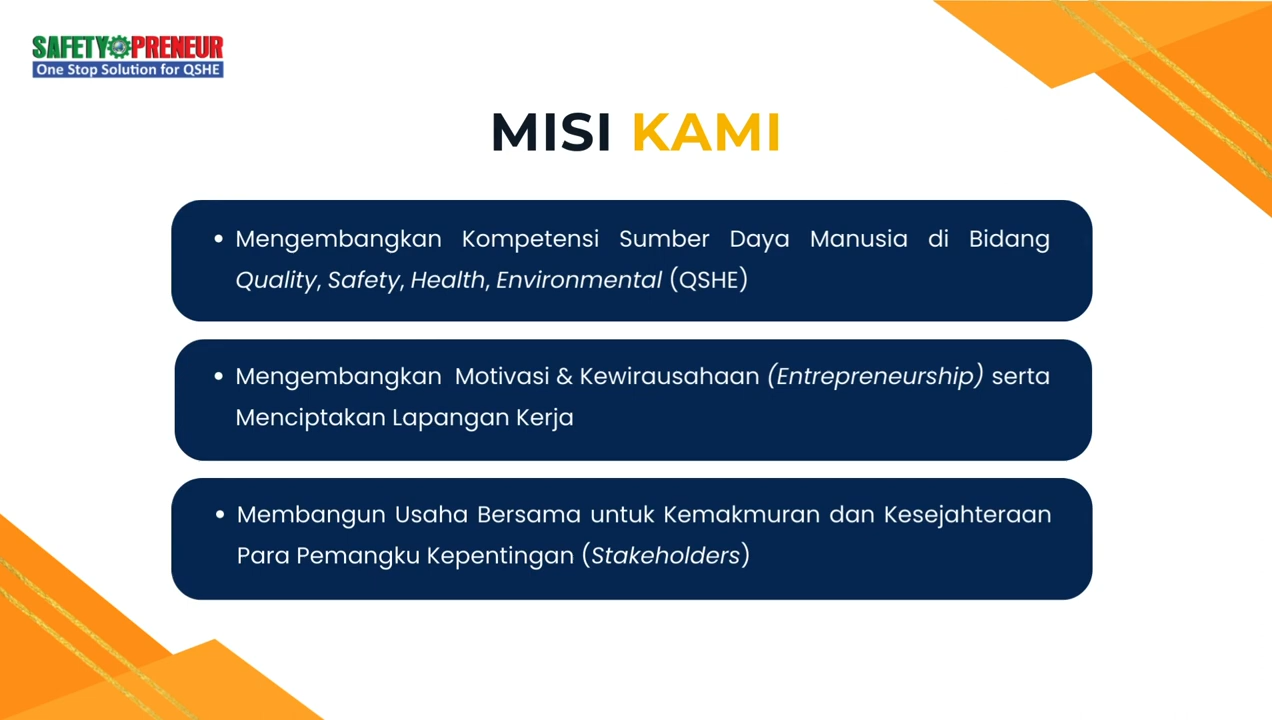 SAFETY PRENEUR
One Stop Solution for QSHE
MISI KAMI
• Mengembangkan Kompetensi Sumber Daya Manusia di Bidang
Quality, Safety, Health, Environmental (QSHE)
• Mengembangkan Motivasi & Kewirausahaan (Entrepreneurship) serta
Menciptakan Lapangan Kerja
• Membangun Usaha Bersama untuk Kemakmuran dan Kesejahteraan
Para Pemangku Kepentingan (Stakeholders)